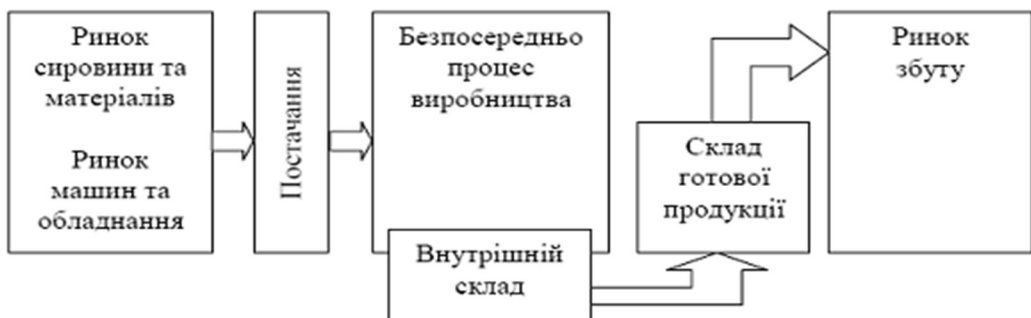 Ринок
сировини та
матеріалів
Ринок
машин та
обладнання
Постачання
Безпосередньо
процес
виробництва
Внутрішній
склад
Склад
готової
продукції
Ринок
збуту